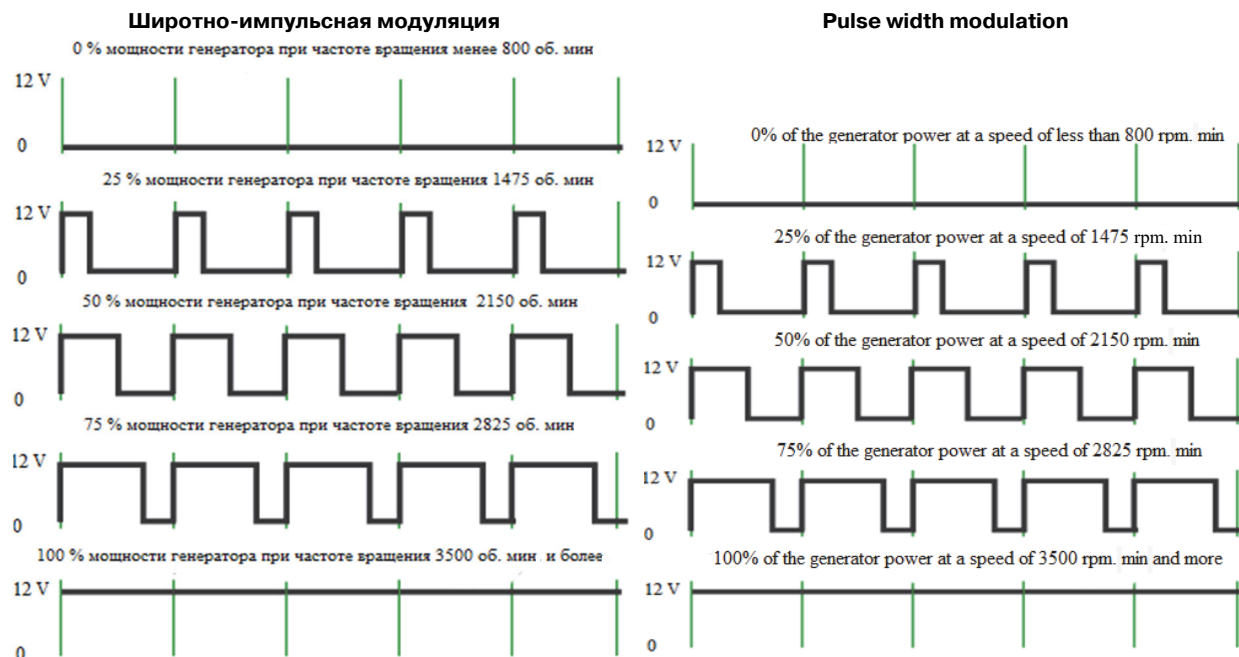 Широтно-импульсная модуляция
0 % мощности генератора при частоте вращения менее 800 об. мин
12 V
0
25 % мощности генератора при частоте вращения 1475 об. мин
12 V
0
50 % мощности генератора при частоте вращения 2150 об. мин
12 V
0
75 % мощности генератора при частоте вращения 2825 об. мин
12 V
0
100 % мощности генератора при частоте вращения 3500 об. мин . и более
12 V
0
Pulse width modulation
0% of the generator power at a speed of less than 800 rpm. min
12 V
0
25% of the generator power at a speed of 1475 rpm. min
12 V
0
50% of the generator power at a speed of 2150 rpm. min
12 V
0
75% of the generator power at a speed of 2825 rpm. min
12 V
0
100% of the generator power at a speed of 3500 rpm. min and more
12 V
0